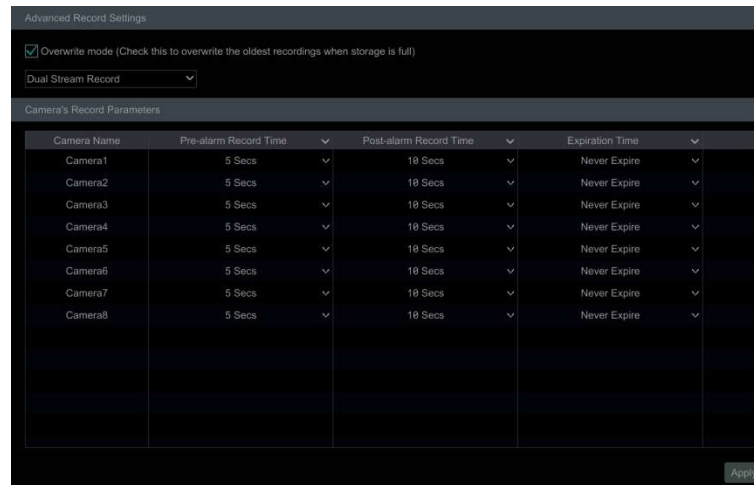 Advanced Record Settings
Overwrite mode (Check this to overwrite the oldest recordings when storage is full)
Dual Stream Record
Camera's Record Parameters
Camera Name Pre-alarm Record Time Post-alarm Record Time Expiration Time
Camera1 5 Secs 10 Secs Never Expire
Camera2 5 Secs 10 Secs Never Expire
Camera3 5 Secs 10 Secs Never Expire
Camera4 5 Secs 10 Secs Never Expire
Camera5 5 Secs 10 Secs Never Expire
Camera6 5 Secs 10 Secs Never Expire
Camera7 5 Secs 10 Secs Never Expire
Camera8 5 Secs 10 Secs Never Expire
Apply